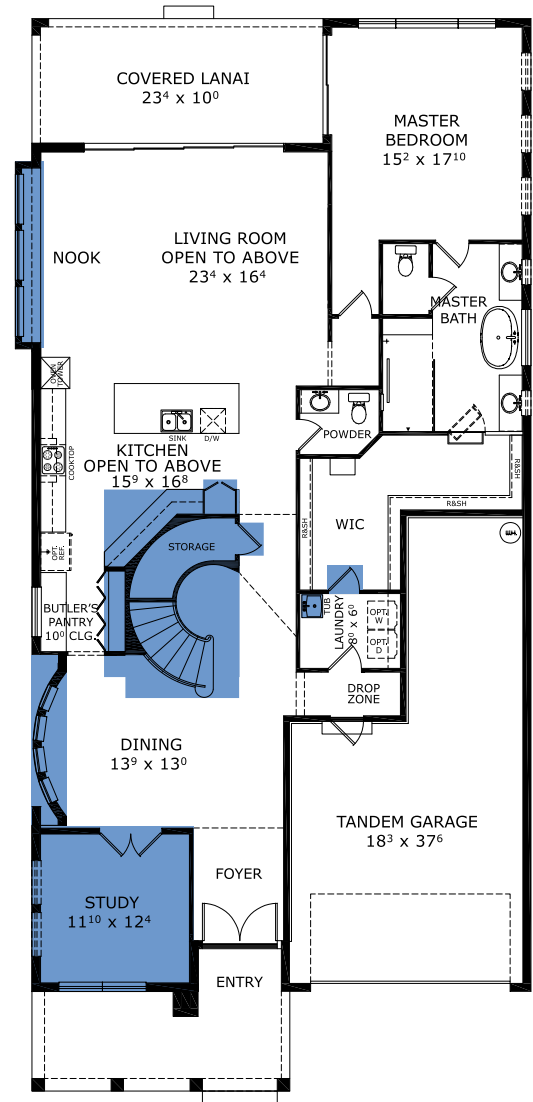 COVERED LANAI
23⁴ x 10⁰
MASTER
BEDROOM
15² x 17¹⁰
LIVING ROOM
OPEN TO ABOVE
23⁴ x 16⁴
NOOK
MASTER
BATH
OVEN
TOWER
SINK
D/W
POWDER
COOKTOP
KITCHEN
OPEN TO ABOVE
15⁹ x 16⁸
R&SH
R&SH
R&SH
WIC
W.H.
STORAGE
OPT.
REF.
BUTLER'S
PANTRY
10⁰ CLG.
TUB
LAUNDRY
8⁰ x 6⁰
OPT.
W
OPT.
D
DROP
ZONE
DINING
13⁹ x 13⁰
TANDEM GARAGE
18³ x 37⁶
FOYER
STUDY
11¹⁰ x 12⁴
ENTRY